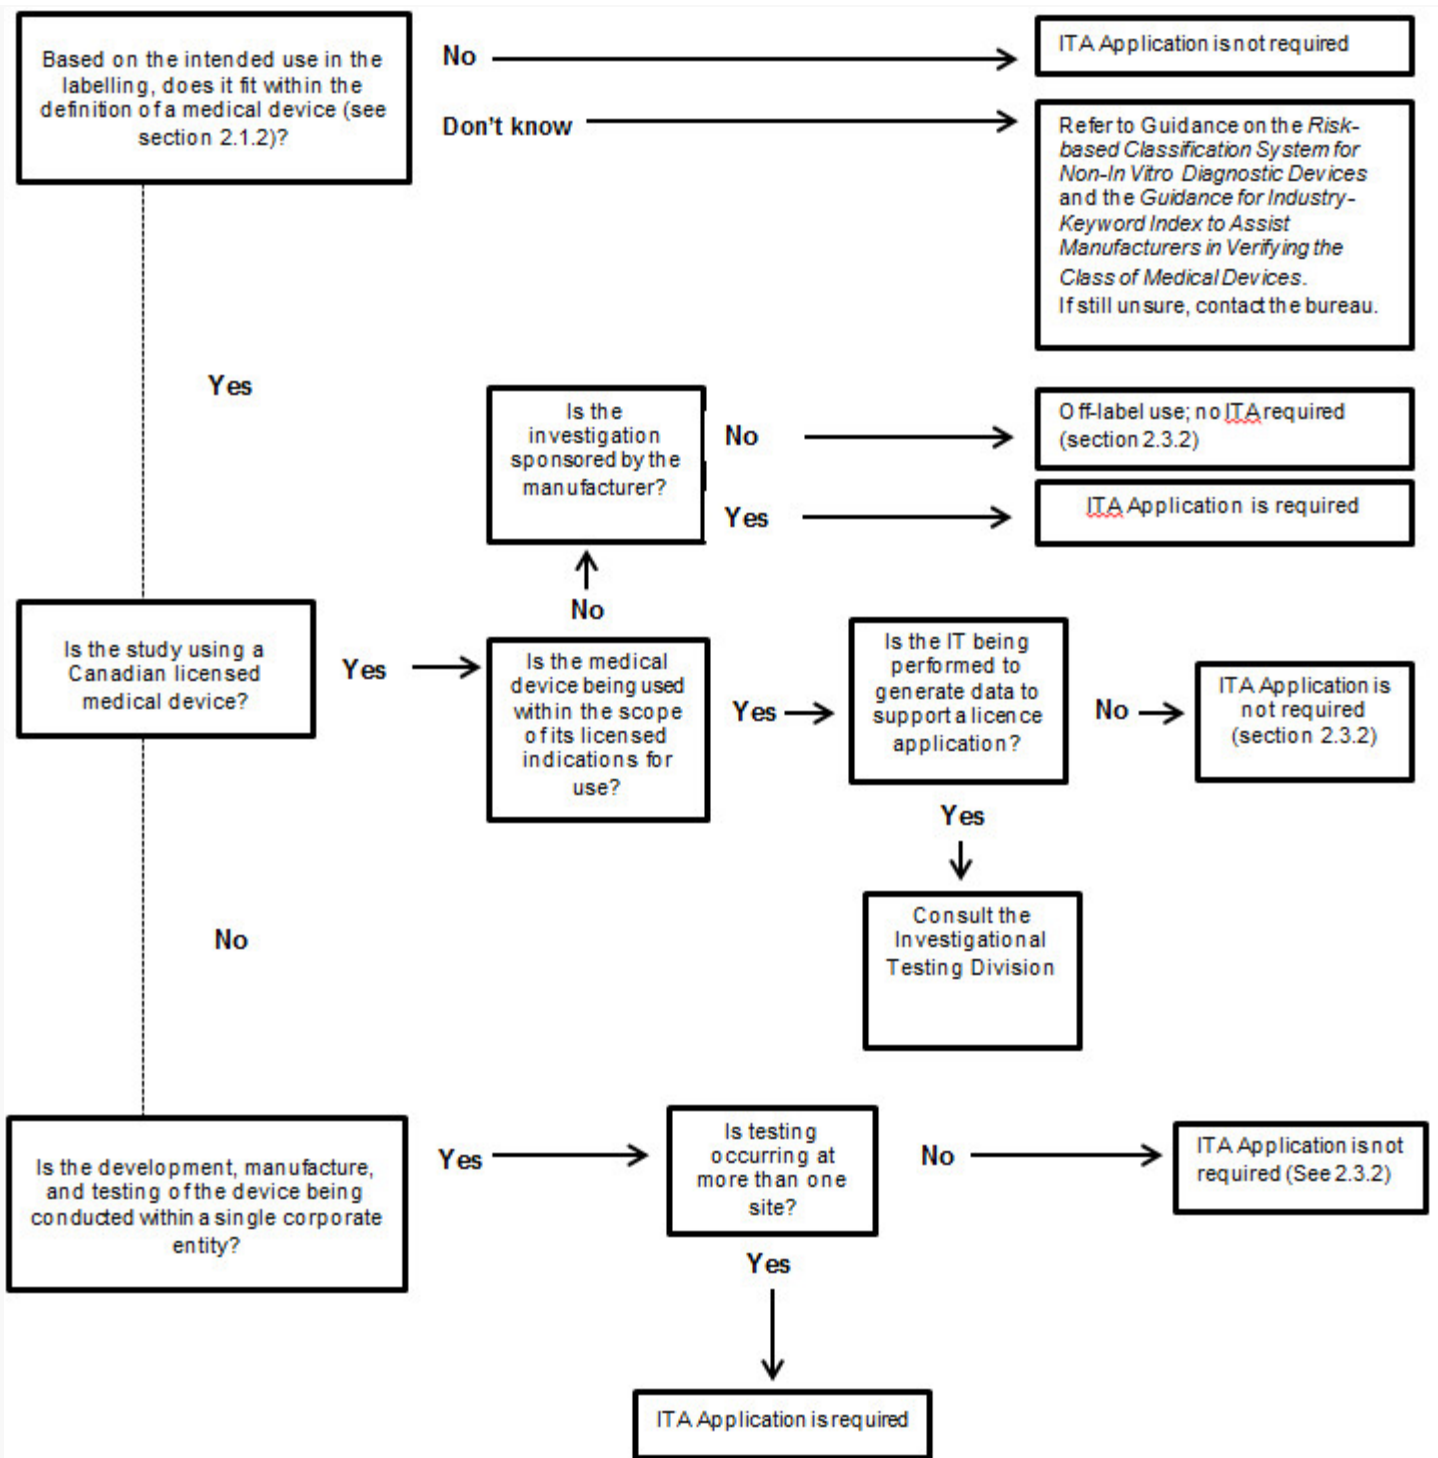 Based on the intended use in the
labelling, does it fit within the
definition of a medical device (see
section 2.1.2)?
No
ITA Application is not required
Don't know
Refer to Guidance on the Risk-
based Classification System for
Non-In Vitro Diagnostic Devices
and the Guidance for Industry-
Keyword Index to Assist
Manufacturers in Verifying the
Class of Medical Devices.
If still unsure, contact the bureau.
Yes
Is the
investigation
sponsored by the
manufacturer?
No
Off-label use; no ITA required
(section 2.3.2)
Yes
ITA Application is required
No
Is the study using a
Canadian licensed
medical device?
Yes
Is the medical
device being used
within the scope
of its licensed
indications for
use?
Yes
Is the IT being
performed to
generate data to
support a licence
application?
No
ITA Application is
not required
(section 2.3.2)
Yes
Consult the
Investigational
Testing Division
No
Is the development, manufacture,
and testing of the device being
conducted within a single corporate
entity?
Yes
Is testing
occurring at
more than one
site?
No
ITA Application is not
required (See 2.3.2)
Yes
ITA Application is required